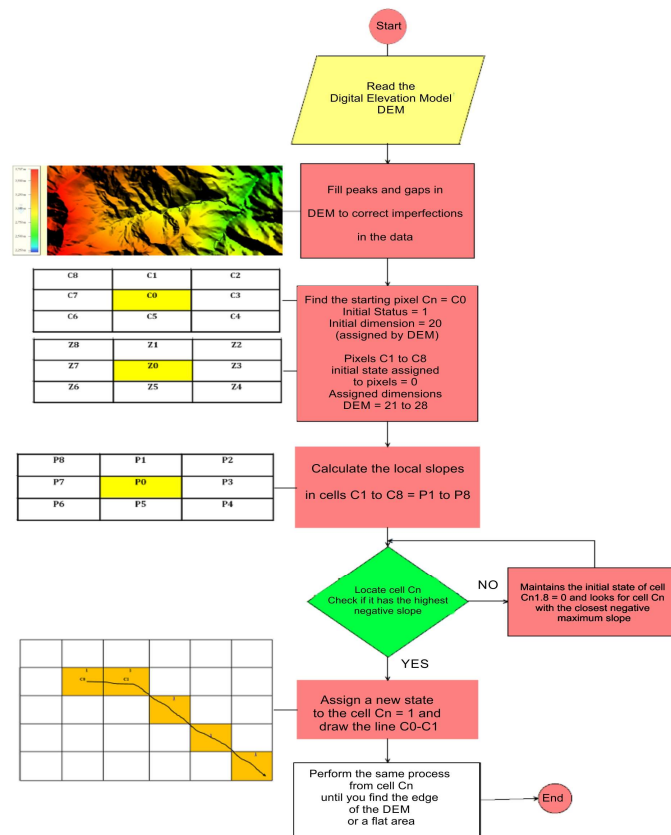 Start
Read the
Digital Elevation Model
DEM
Fill peaks and gaps in
DEM to correct imperfections
in the data
C8 C1 C2
C7 C0 C3
C6 C5 C4
Z8 Z1 Z2
Z7 Z0 Z3
Z6 Z5 Z4
Find the starting pixel Cn = C0
Initial Status = 1
Initial dimension = 20
(assigned by DEM)
Pixels C1 to C8
initial state assigned
to pixels = 0
Assigned dimensions
DEM = 21 to 28
P8 P1 P2
P7 P0 P3
P6 P5 P4
Calculate the local slopes
in cells C1 to C8 = P1 to P8
Locate cell Cn
Check if it has the highest
negative slope
NO
Maintains the initial state of cell
Cn1.8 = 0 and looks for cell Cn
with the closest negative
maximum slope
YES
1 1
C0 C1
1
1
1
Assign a new state
to the cell Cn = 1 and
draw the line C0-C1
Perform the same process
from cell Cn
until you find the edge
of the DEM
or a flat area
End